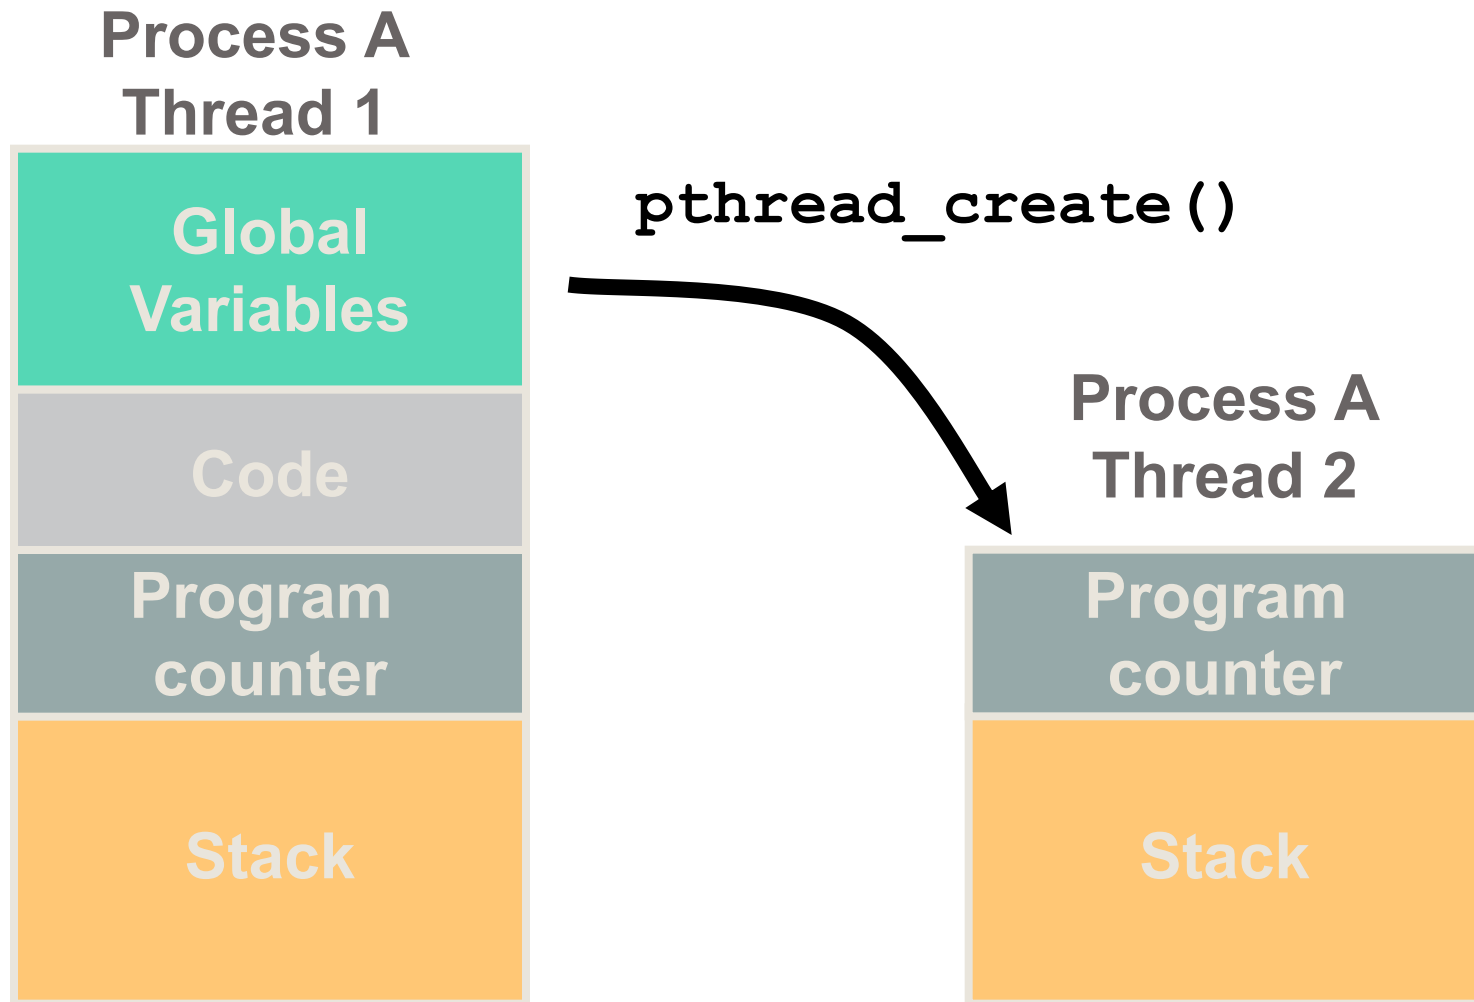 Process A
Thread 1
Global
Variables
Code
Program
counter
Stack
pthread_create()
Process A
Thread 2
Program
counter
Stack